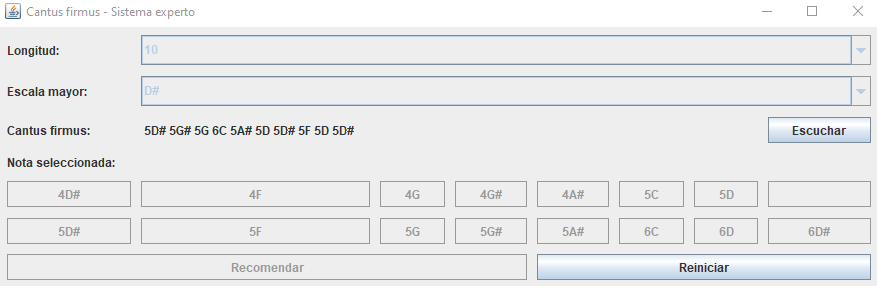 Cantus firmus - Sistema experto
Longitud: 10
Escala mayor: D#
Cantus firmus: 5D# 5G# 5G 6C 5A# 5D 5D# 5F 5D 5D# Escuchar
Nota seleccionada:
4D# 4F 4G 4G# 4A# 5C 5D
5D# 5F 5G 5G# 5A# 6C 6D 6D#
Recomendar Reiniciar